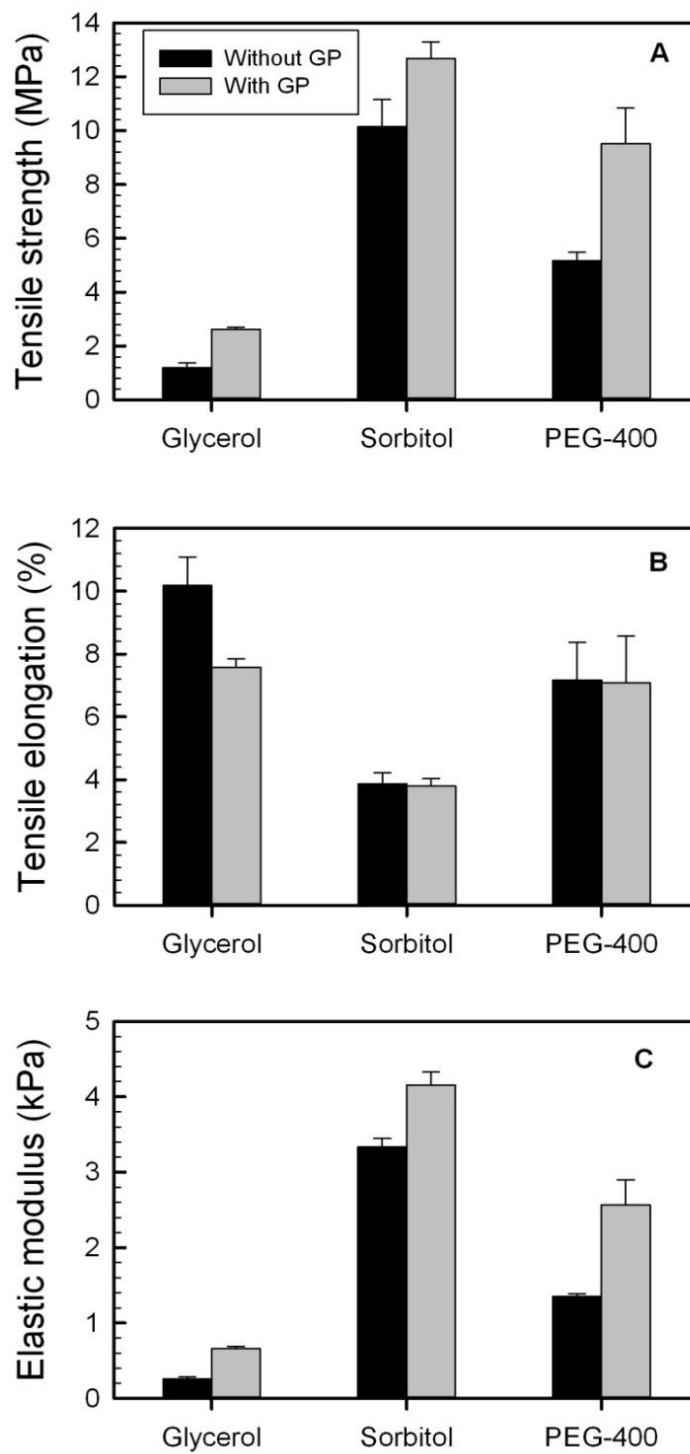 Tensile strength (MPa)
14
12
10
8
6
4
2
0
Without GP
With GP
A
Glycerol Sorbitol PEG-400
Tensile elongation (%)
12
10
8
6
4
2
0
B
Glycerol Sorbitol PEG-400
Elastic modulus (kPa)
5
4
3
2
1
0
C
Glycerol Sorbitol PEG-400